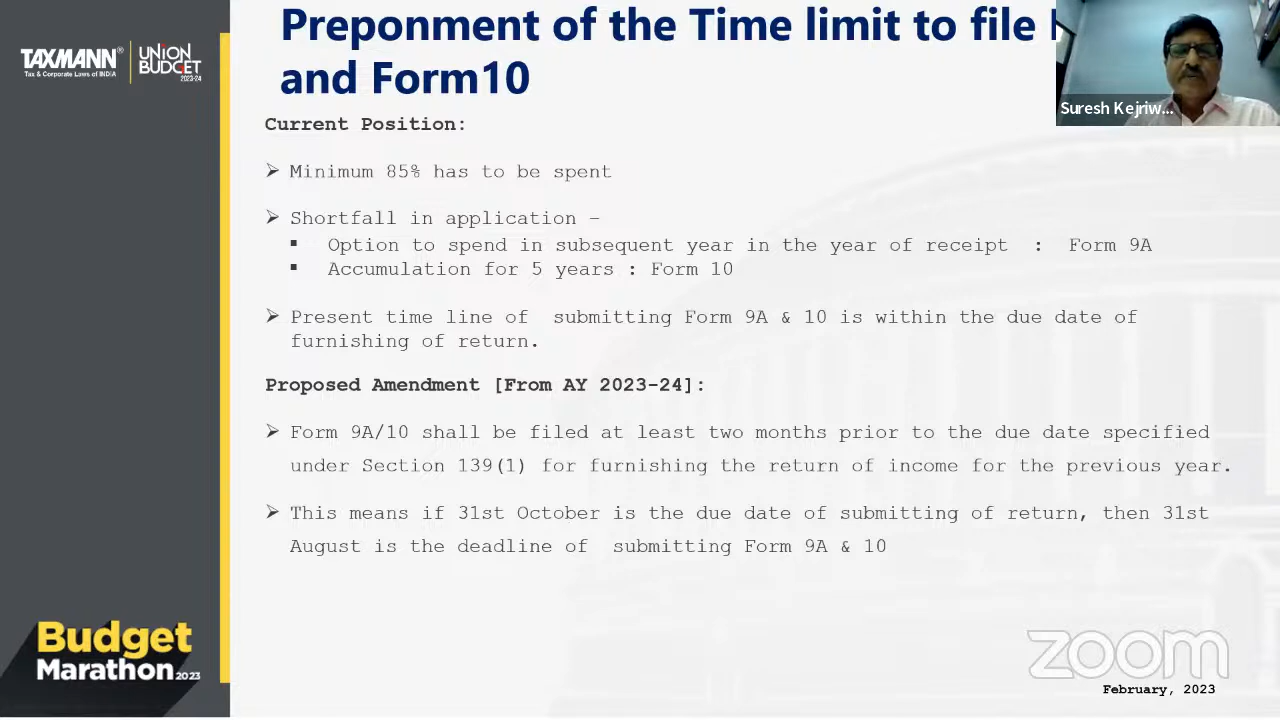 Preponment of the Time limit to file
and Form10
TAXMANN®
Tax & Corporate Laws of INDIA
UNION
BUDGET
2023-24
Suresh Kejriw...
Current Position:
➢ Minimum 85% has to be spent
➢ Shortfall in application –
▪ Option to spend in subsequent year in the year of receipt : Form 9A
▪ Accumulation for 5 years : Form 10
➢ Present time line of submitting Form 9A & 10 is within the due date of
furnishing of return.
Proposed Amendment [From AY 2023-24]:
➢ Form 9A/10 shall be filed at least two months prior to the due date specified
under Section 139(1) for furnishing the return of income for the previous year.
➢ This means if 31st October is the due date of submitting of return, then 31st
August is the deadline of submitting Form 9A & 10
Budget
Marathon 2023
zoom
February, 2023